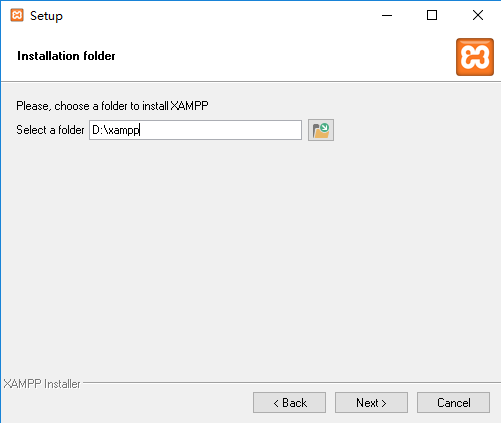 Setup
Installation folder
Please, choose a folder to install XAMPP
Select a folder D:\xampp
XAMPP Installer
< Back Next > Cancel